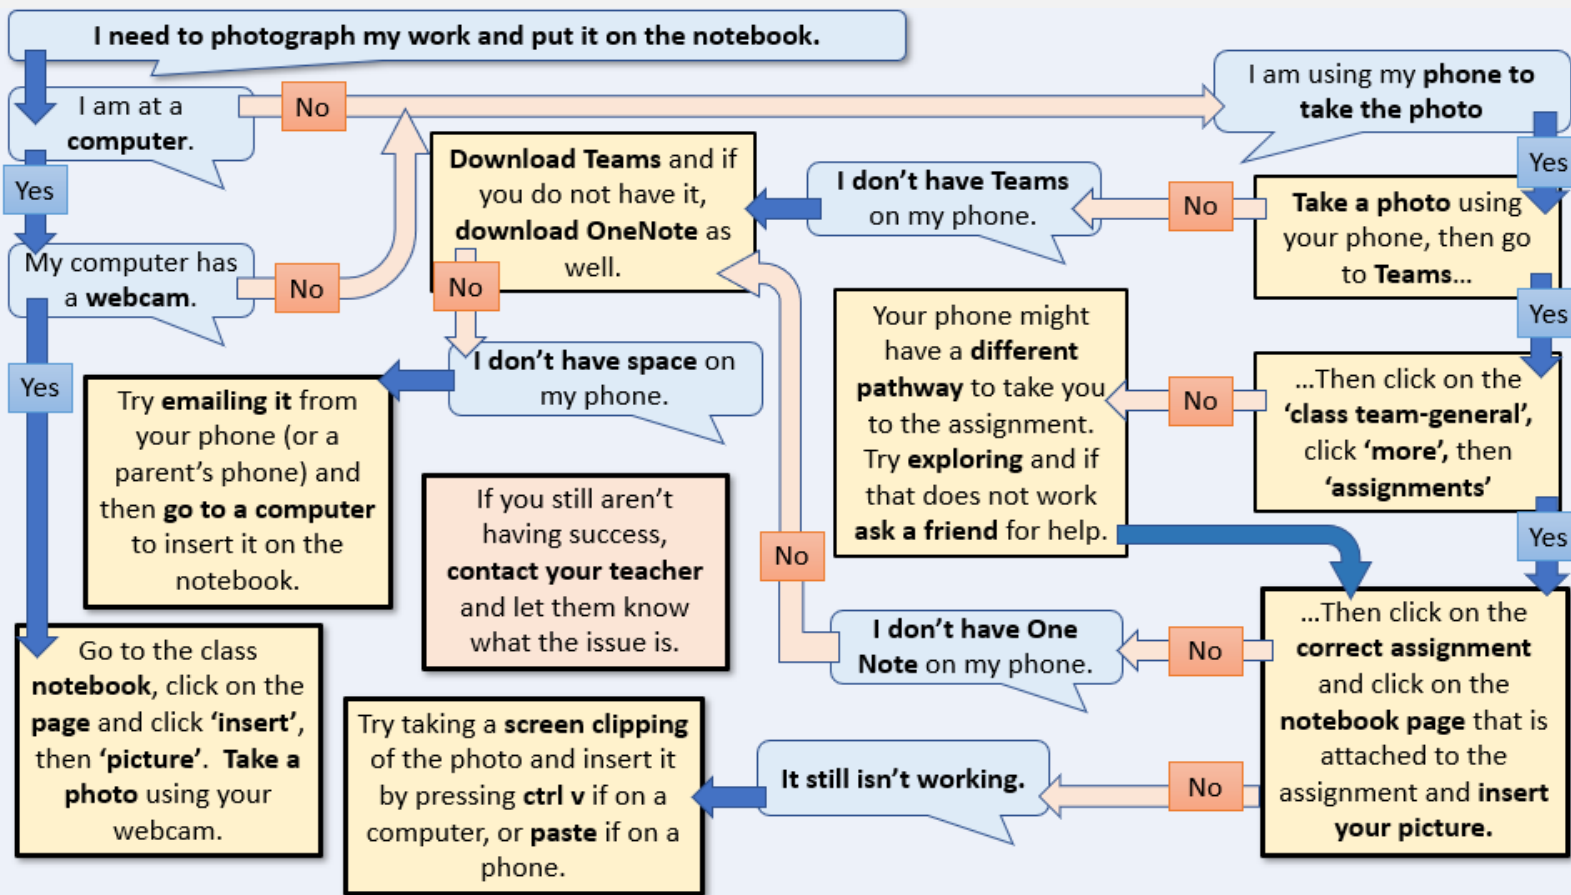 I need to photograph my work and put it on the notebook.
I am at a
computer.
No
I am using my phone to
take the photo
Yes
Yes
My computer has
a webcam.
No
Yes
Download Teams and if
you do not have it,
download OneNote as
well.
No
I don't have Teams
on my phone.
No
Take a photo using
your phone, then go
to Teams...
Yes
I don't have space on
my phone.
Try emailing it from
your phone (or a
parent's phone) and
then go to a computer
to insert it on the
notebook.
Your phone might
have a different
pathway to take you
to the assignment.
Try exploring and if
that does not work
ask a friend for help.
No
...Then click on the
‘class team-general’,
click ‘more’, then
‘assignments’
Yes
If you still aren't
having success,
contact your teacher
and let them know
what the issue is.
No
I don't have One
Note on my phone.
No
...Then click on the
correct assignment
and click on the
notebook page that is
attached to the
assignment and insert
your picture.
Go to the class
notebook, click on the
page and click ‘insert’,
then ‘picture’. Take a
photo using your
webcam.
Try taking a screen clipping
of the photo and insert it
by pressing ctrl v if on a
computer, or paste if on a
phone.
It still isn't working.
No